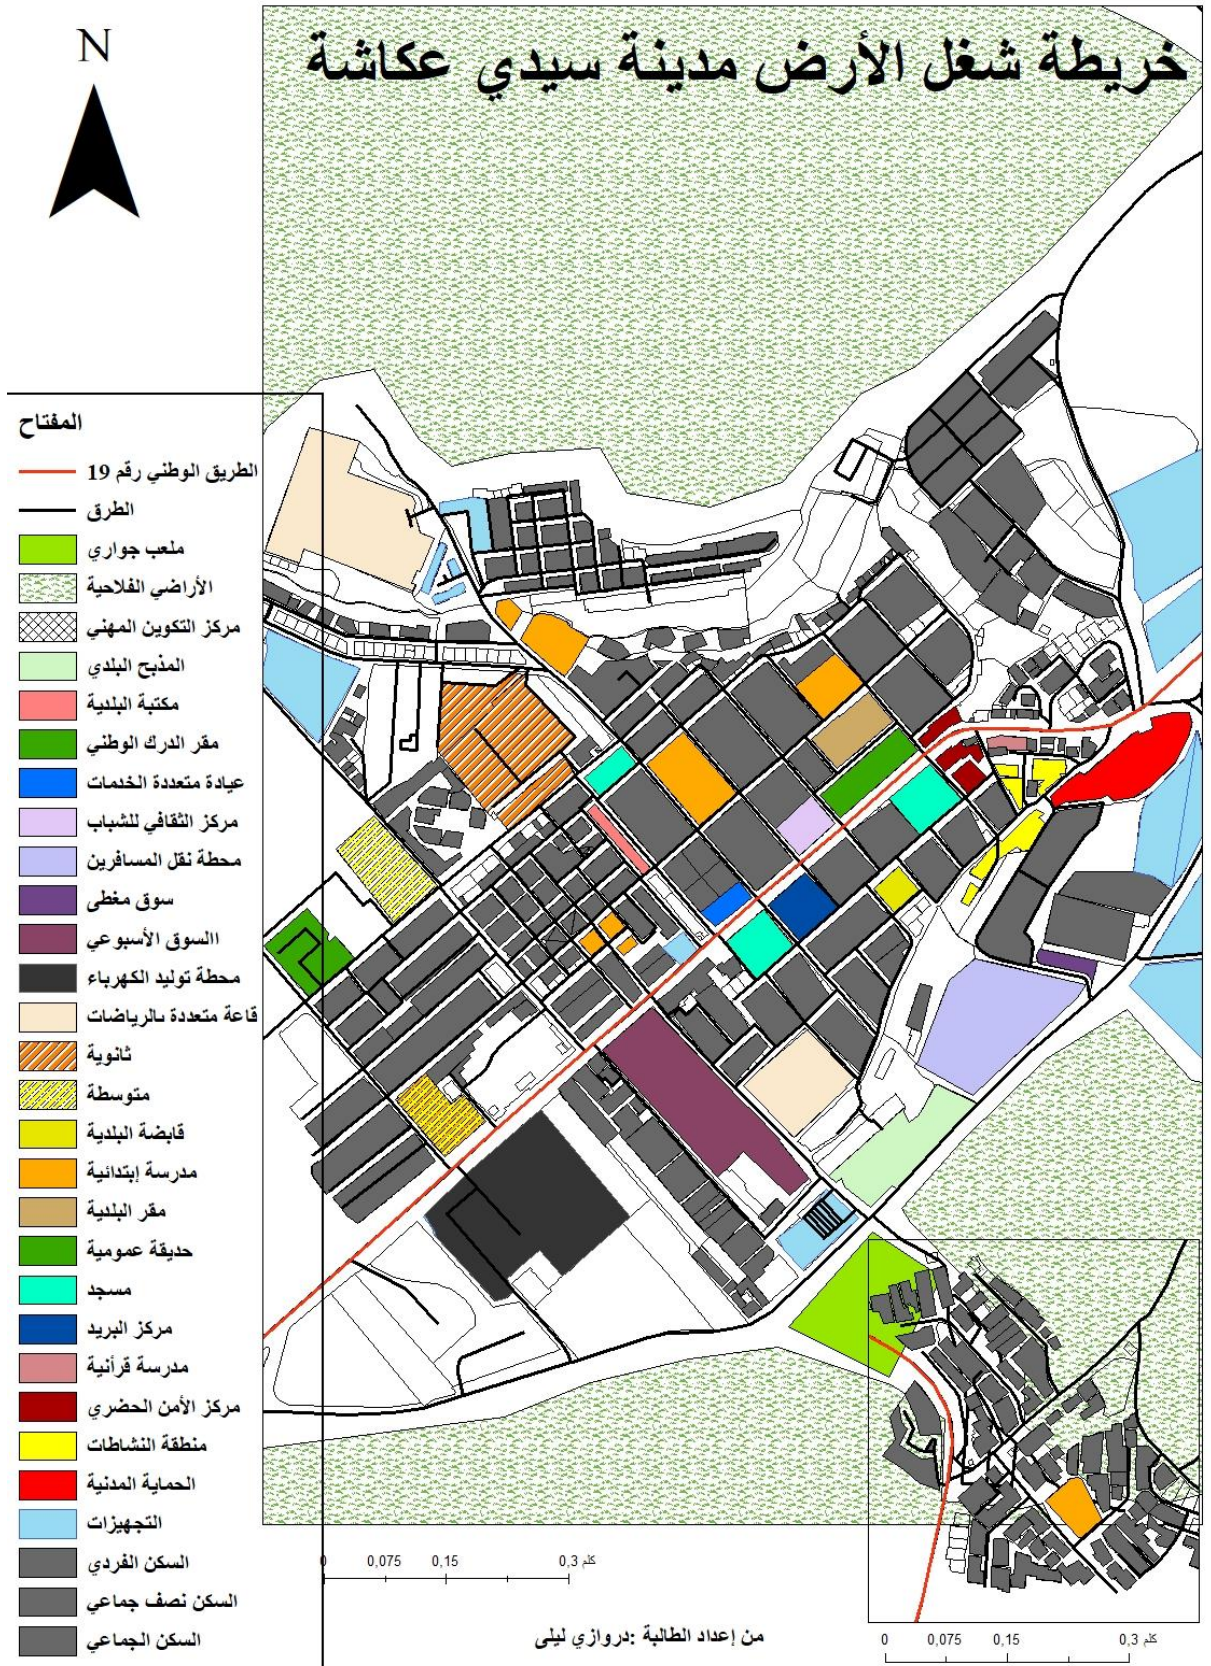 N
خريطة شغل الأرض مدينة سيدي عكاشة
المفتاح
الطريق الوطني رقم 19
الطرق
ملعب جواري
الأراضي الفلاحية
مركز التكوين المهني
المذبح البلدي
مكتبة البلدية
مقر الدرك الوطني
عيادة متعددة الخدمات
مركز الثقافي للشباب
محطة نقل المسافرين
سوق مغطى
االسوق الأسبوعي
محطة توليد الكهرباء
قاعة متعددة بالرياضات
ثانوية
متوسطة
قابضة البلدية
مدرسة إبتدائية
مقر البلدية
حديقة عمومية
مسجد
مركز البريد
مدرسة قرأنية
مركز الأمن الحضري
منطقة النشاطات
الحماية المدنية
التجهيزات
السكن الفردي
السكن نصف جماعي
السكن الجماعي
0 0,075 0,15 0,3 كلم
من إعداد الطالبة :دروازي ليلى
0 0,075 0,15 0,3 كلم